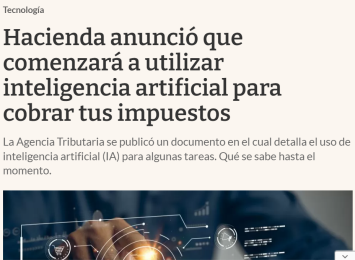 Tecnología
Hacienda anunció que
comenzará a utilizar
inteligencia artificial para
cobrar tus impuestos
La Agencia Tributaria se publicó un documento en el cual detalla el uso de
inteligencia artificial (IA) para algunas tareas. Qué se sabe hasta el
momento.